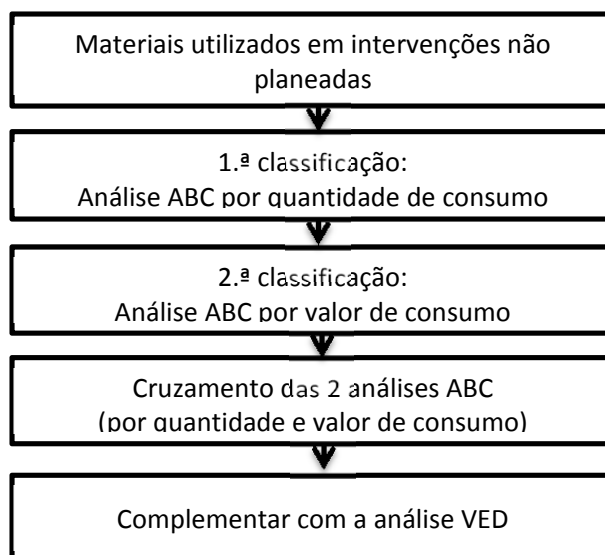 Materiais utilizados em intervenções não
planeadas
1.ª classificação:
Análise ABC por quantidade de consumo
2.ª classificação:
Análise ABC por valor de consumo
Cruzamento das 2 análises ABC
(por quantidade e valor de consumo)
Complementar com a análise VED